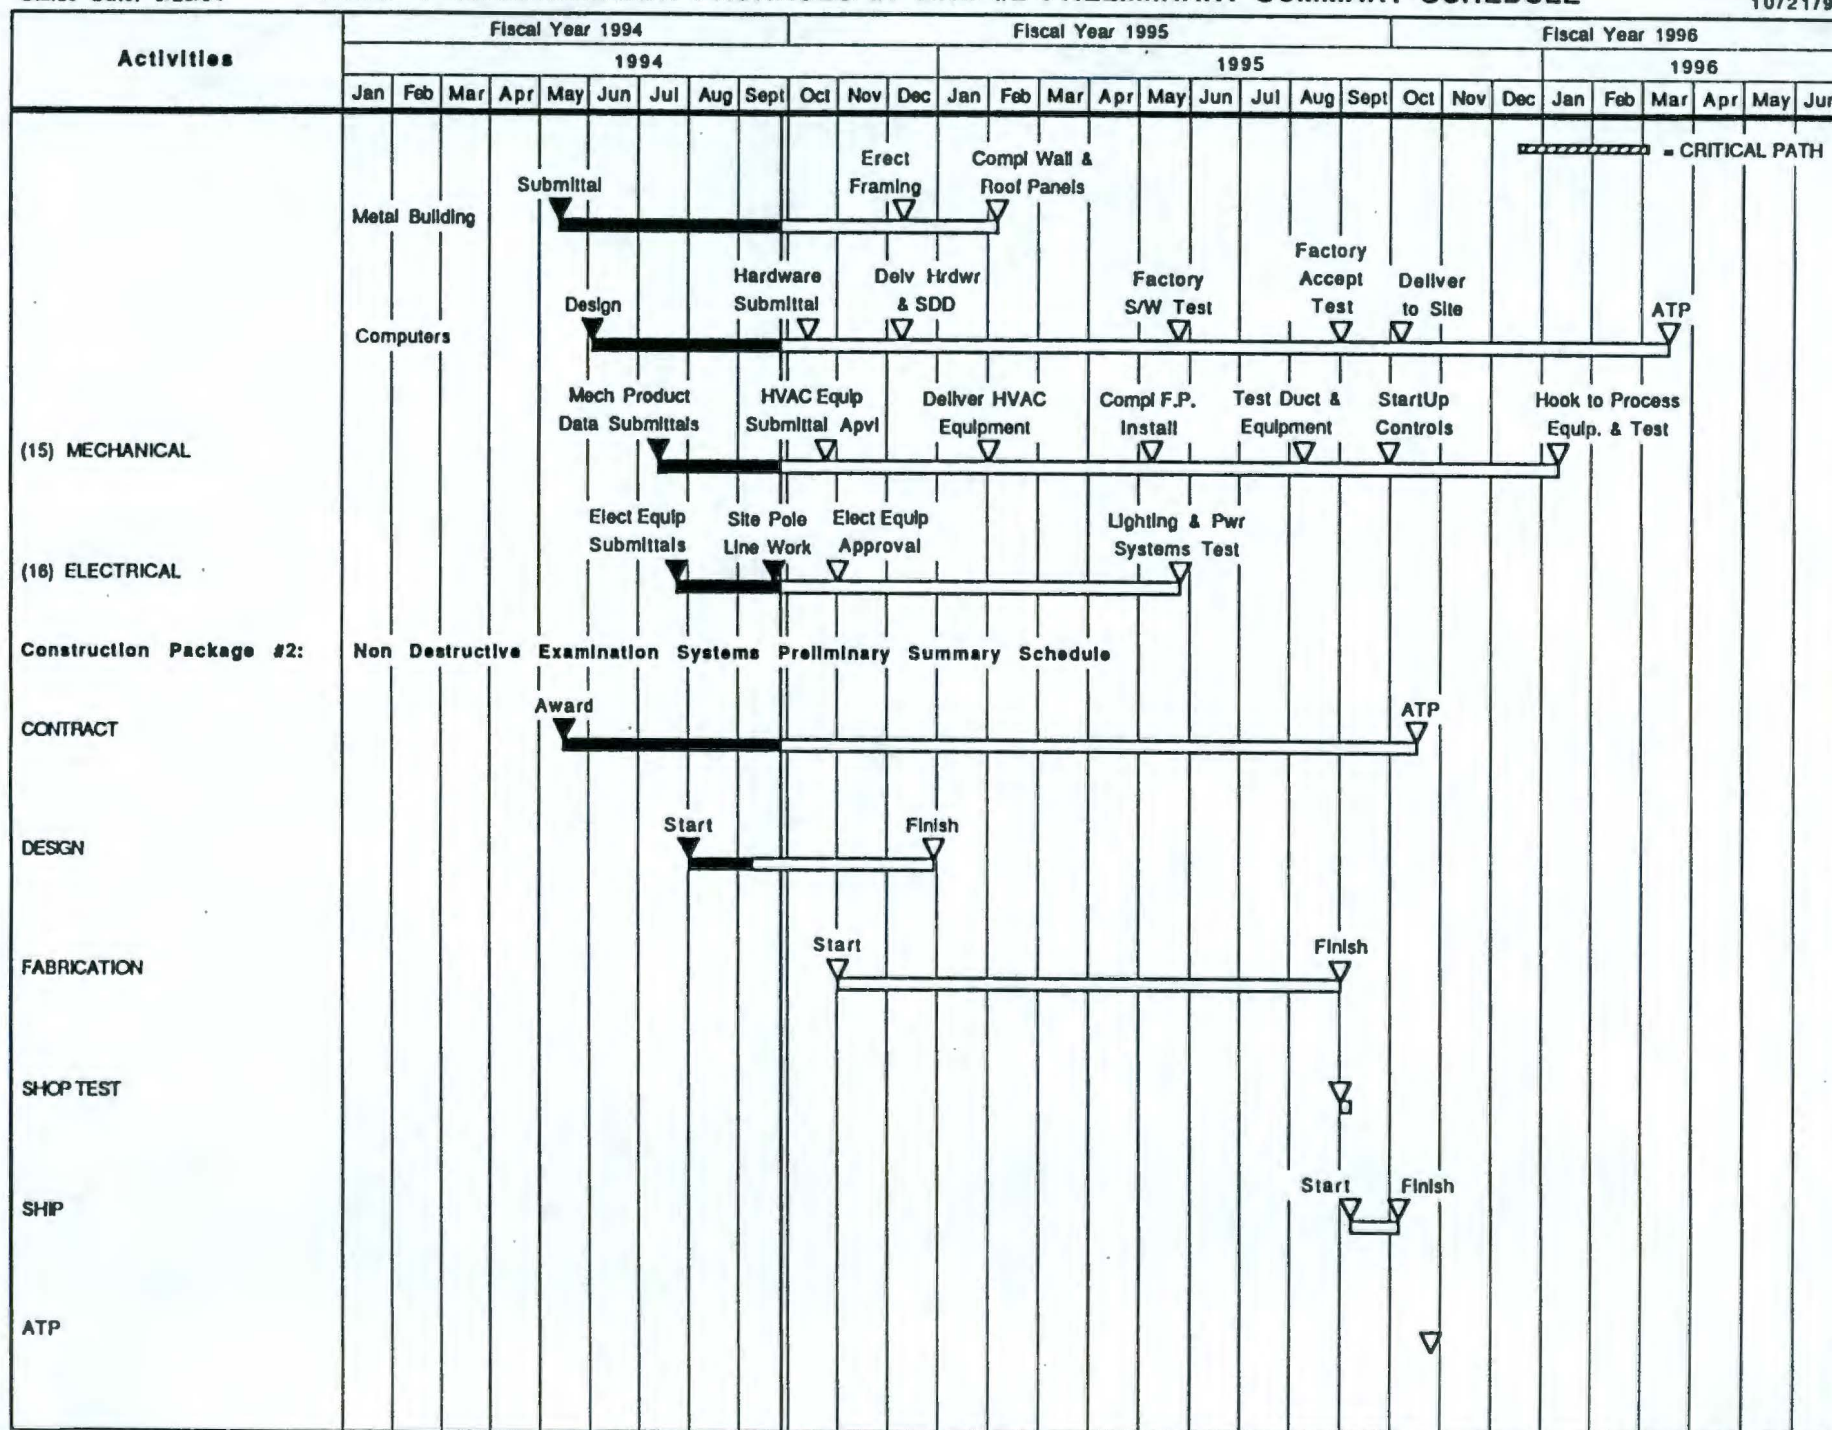 PRELIMINARY SUMMARY SCHEDULE
Activities
Fiscal Year 1994 Fiscal Year 1995 Fiscal Year 1996
1994 1995 1996
Jan Feb Mar Apr May Jun Jul Aug Sept Oct Nov Dec Jan Feb Mar Apr May Jun Jul Aug Sept Oct Nov Dec Jan Feb Mar Apr May Jun
= CRITICAL PATH
Metal Building
Submittal
Erect
Framing
Compl Wall &
Roof Panels
Computers
Design
Hardware
Submittal
Delv Hrdwr
& SDD
Factory
S/W Test
Factory
Accept
Test
Deliver
to Site
ATP
(15) MECHANICAL
Mech Product
Data Submittals
HVAC Equip
Submittal Apvl
Deliver HVAC
Equipment
Compl F.P.
Install
Test Duct &
Equipment
StartUp
Controls
Hook to Process
Equip. & Test
(16) ELECTRICAL
Elect Equip
Submittals
Site Pole
Line Work
Elect Equip
Approval
Lighting & Pwr
Systems Test
Construction Package #2: Non Destructive Examination Systems Preliminary Summary Schedule
CONTRACT
Award
ATP
DESIGN
Start
Finish
FABRICATION
Start
Finish
SHOP TEST
SHIP
Start
Finish
ATP